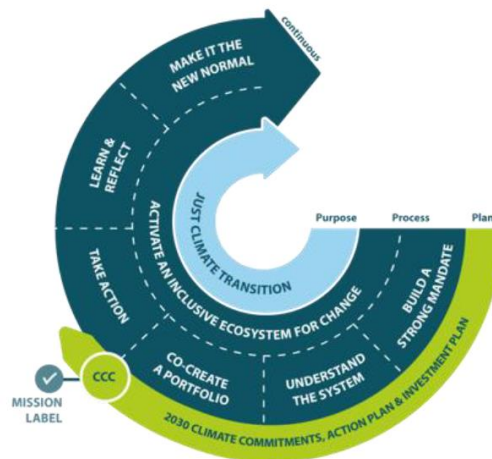 continuous
MAKE IT THE
NEW NORMAL
LEARN &
REFLECT
TAKE ACTION
ACTIVATE AN INCLUSIVE ECOSYSTEM FOR CHANGE
JUST CLIMATE TRANSITION
Purpose
Process
Plan
BUILD A
STRONG MANDATE
UNDERSTAND
THE SYSTEM
CO-CREATE
A PORTFOLIO
CCC
MISSION
LABEL
2030 CLIMATE COMMITMENTS, ACTION PLAN & INVESTMENT PLAN